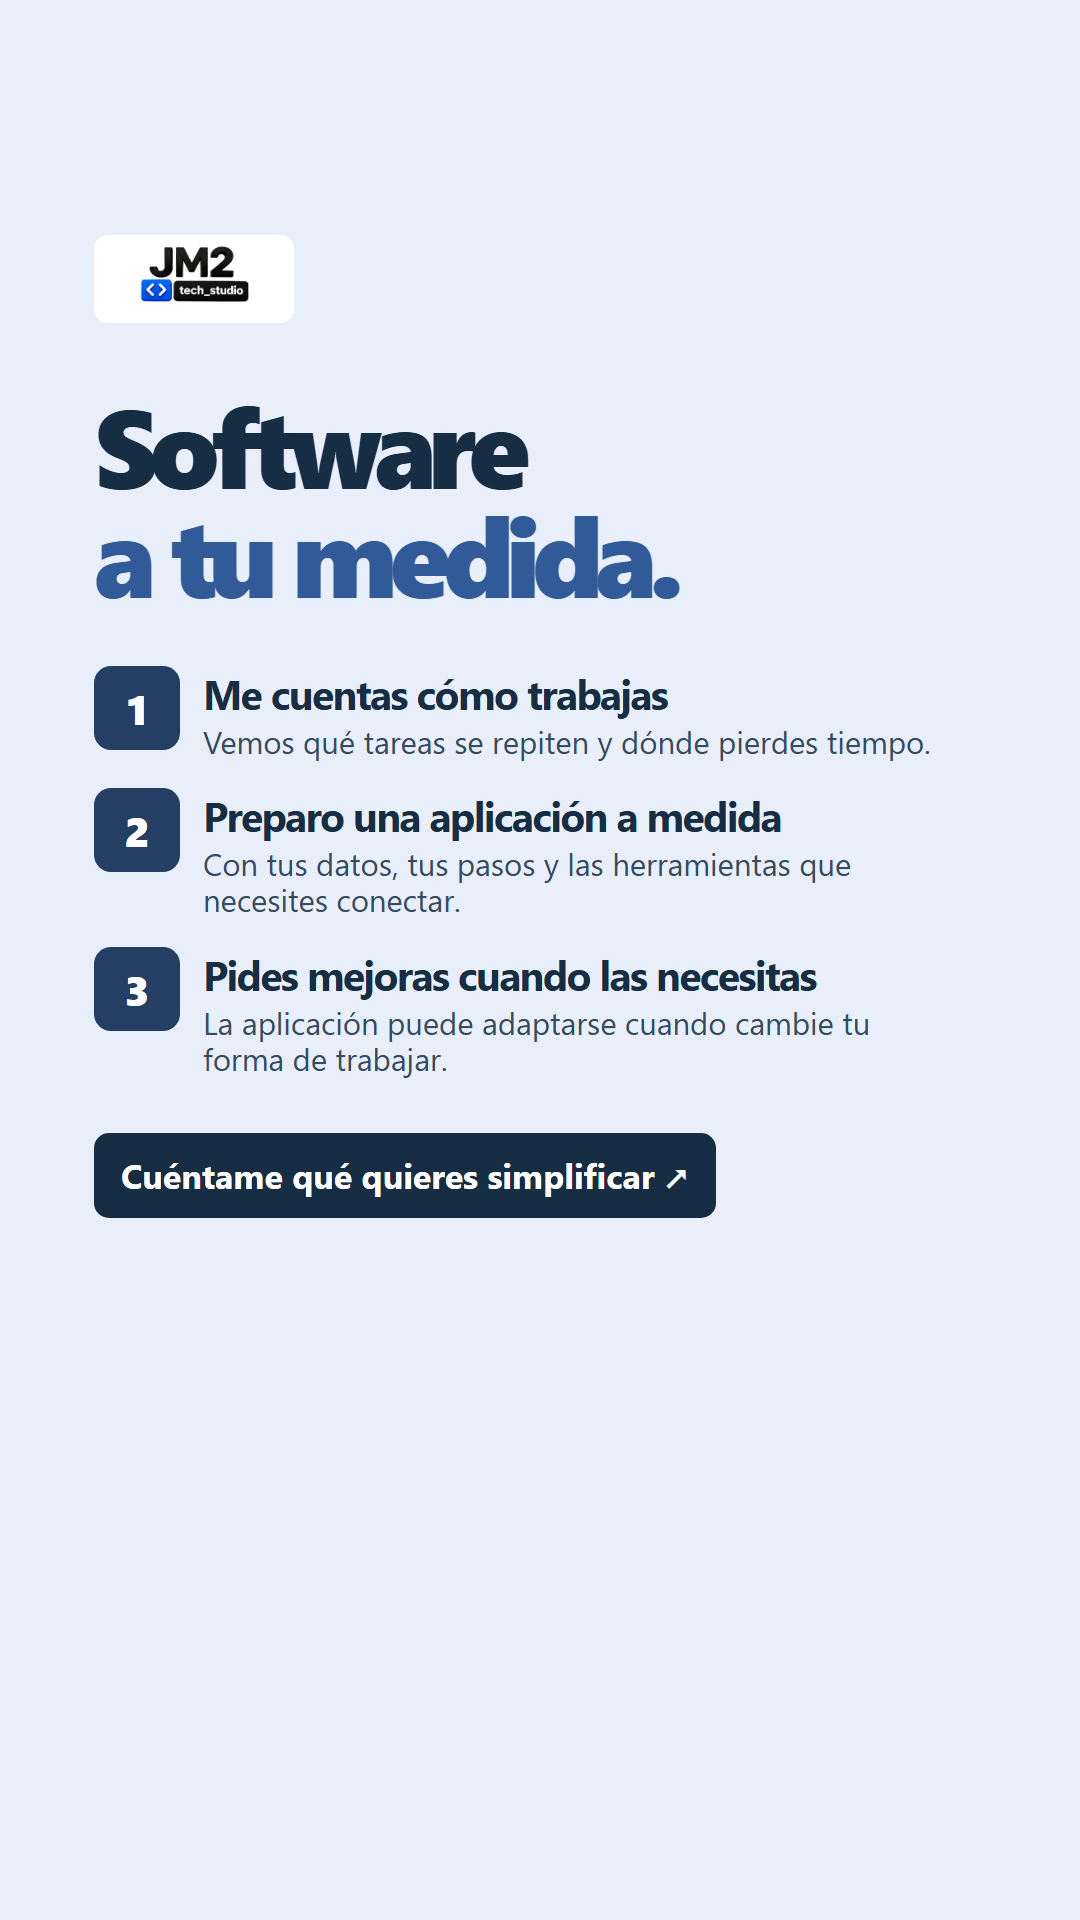 JM2
<> tech_studio
Software
a tu medida.
1
Me cuentas cómo trabajas
Vemos qué tareas se repiten y dónde pierdes tiempo.
2
Preparo una aplicación a medida
Con tus datos, tus pasos y las herramientas que
necesites conectar.
3
Pides mejoras cuando las necesitas
La aplicación puede adaptarse cuando cambie tu
forma de trabajar.
Cuéntame qué quieres simplificar ↗